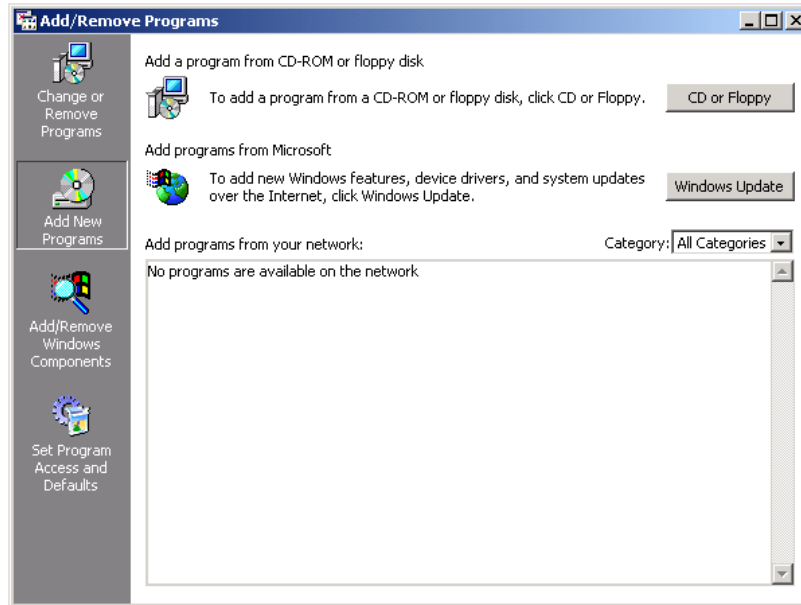 Add/Remove Programs
Change or
Remove
Programs
Add New
Programs
Add/Remove
Windows
Components
Set Program
Access and
Defaults
Add a program from CD-ROM or floppy disk
To add a program from a CD-ROM or floppy disk, click CD or Floppy.
CD or Floppy
Add programs from Microsoft
To add new Windows features, device drivers, and system updates
over the Internet, click Windows Update.
Windows Update
Add programs from your network:
Category: All Categories
No programs are available on the network